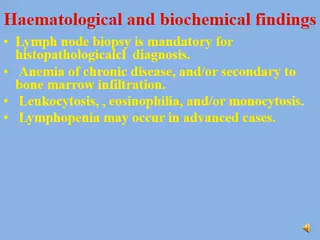 Haematological and biochemical findings
• Lymph node biopsy is mandatory for
histopathologicalcf diagnosis.
• Anemia of chronic disease, and/or secondary to
bone marrow infiltration.
• Leukocytosis, , eosinophilia, and/or monocytosis.
• Lymphopenia may occur in advanced cases.